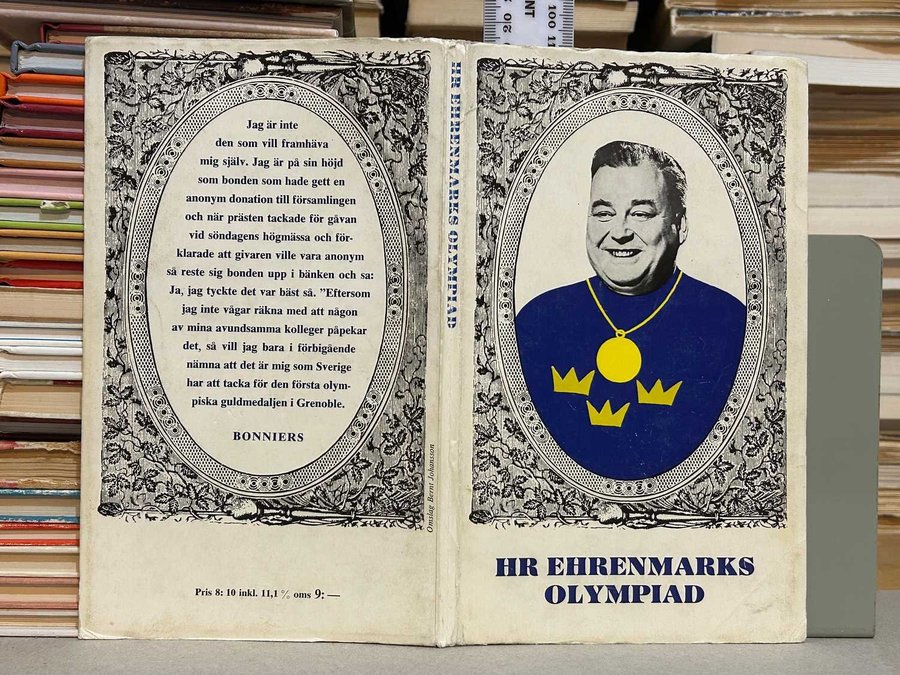 Jag är inte
den som vill framhäva
mig själv. Jag är på sin höjd
som bonden som hade gett en
anonym donation till församlingen
och när prästen tackade för gåvan
vid söndagens högmässa och för-
klarade att givaren ville vara anonym
så reste sig bonden upp i bänken och sa:
Ja, jag tyckte det var bäst så. ”Eftersom
jag inte vågar räkna med att någon
av mina avundsamma kolleger påpekar
det, så vill jag bara i förbigående
nämna att det är mig som Sverige
har att tacka för den första olym-
piska guldmedaljen i Grenoble.
BONNIERS
Omslag Bernt Johansson
Pris 8: 10 inkl. 11,1 % oms 9: —
HR EHRENMARKS OLYMPIAD
HR EHRENMARKS
OLYMPIAD